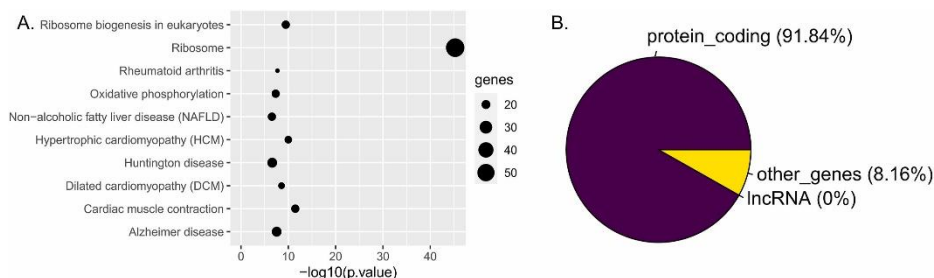 A.
Ribosome biogenesis in eukaryotes
Ribosome
Rheumatoid arthritis
Oxidative phosphorylation
Non-alcoholic fatty liver disease (NAFLD)
Hypertrophic cardiomyopathy (HCM)
Huntington disease
Dilated cardiomyopathy (DCM)
Cardiac muscle contraction
Alzheimer disease
0 10 20 30 40
−log10(p.value)
genes
20
30
40
50
B.
protein_coding (91.84%)
other_genes (8.16%)
lncRNA (0%)